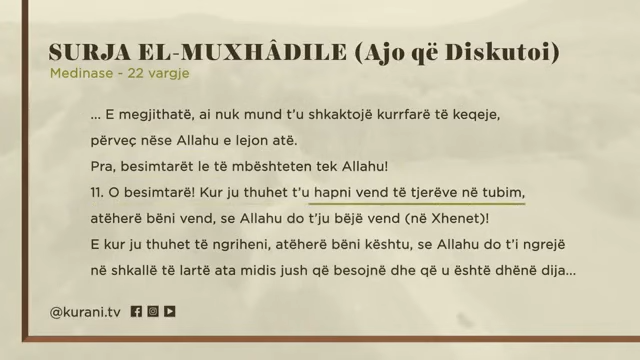 SURJA EL-MUXHÂDILE (Ajo që Diskutoi)
Medinase - 22 vargje
... E megjithatë, ai nuk mund t'u shkaktojë kurrfarë të keqeje,
përveç nëse Allahu e lejon atë.
Pra, besimtarët le të mbështeten tek Allahu!
11. O besimtarë! Kur ju thuhet t'u hapni vend të tjerëve në tubim,
atëherë bëni vend, se Allahu do t'ju bëjë vend (në Xhenet)!
E kur ju thuhet të ngriheni, atëherë bëni kështu, se Allahu do t'i ngrejë
në shkallë të lartë ata midis jush që besojnë dhe që u është dhënë dija...
@kurani.tv